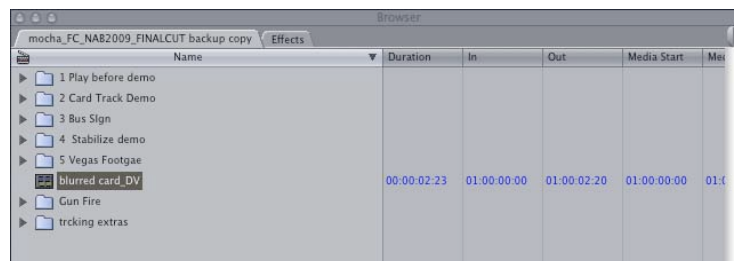 Browser
mocha_FC_NAB2009_FINALCUT backup copy Effects
Name Duration In Out Media Start
1 Play before demo
2 Card Track Demo
3 Bus SIgn
4 Stabilize demo
5 Vegas Footgae
blurred card_DV 00:00:02:23 01:00:00:00 01:00:02:20 01:00:00:00
Gun Fire
trcking extras